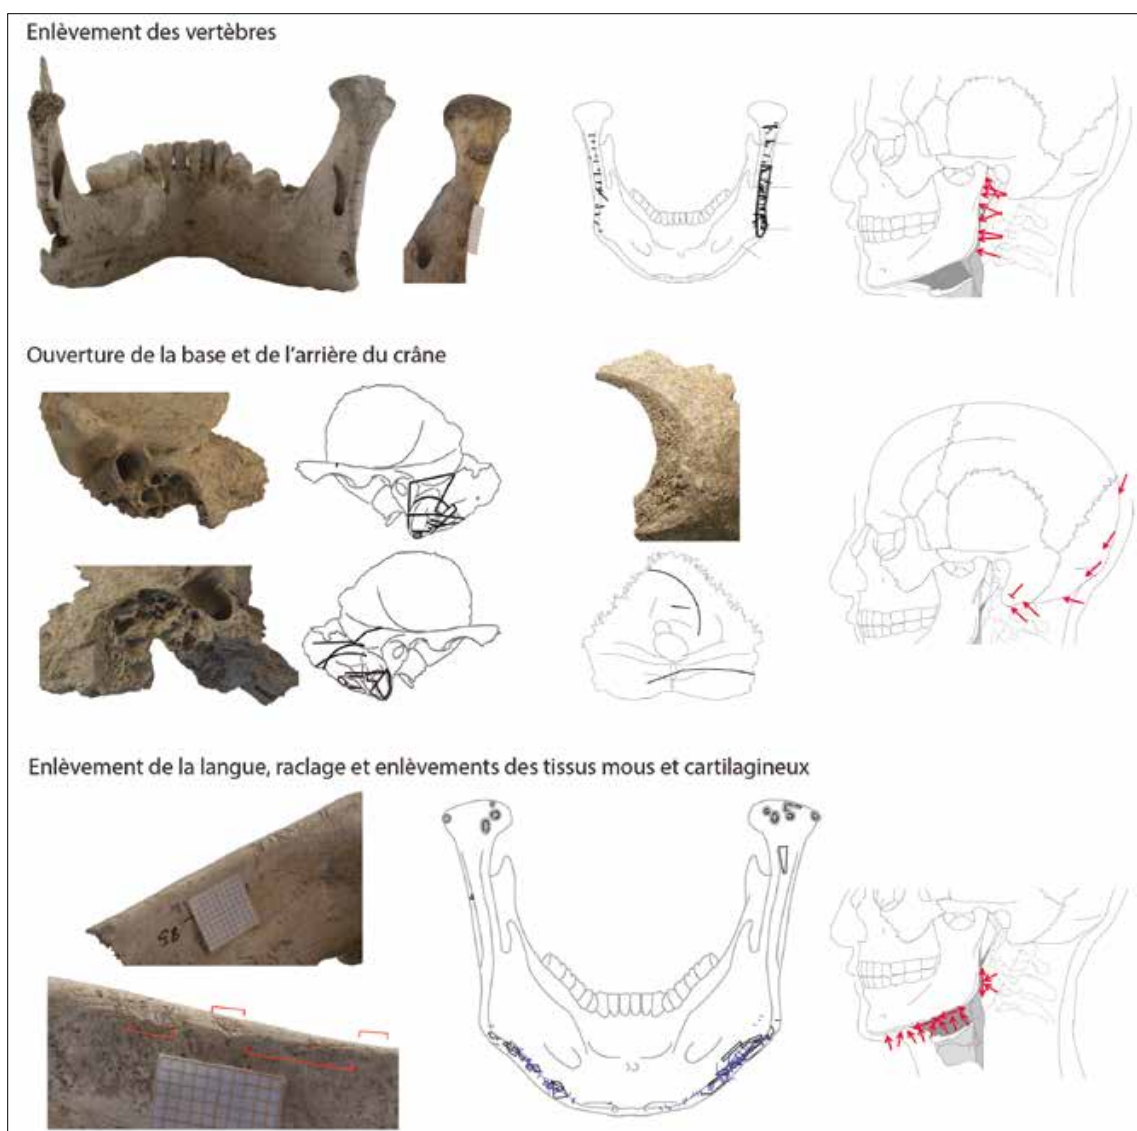 Enlèvement des vertèbres
Ouverture de la base et de l'arrière du crâne
Enlèvement de la langue, raclage et enlèvements des tissus mous et cartilagineux